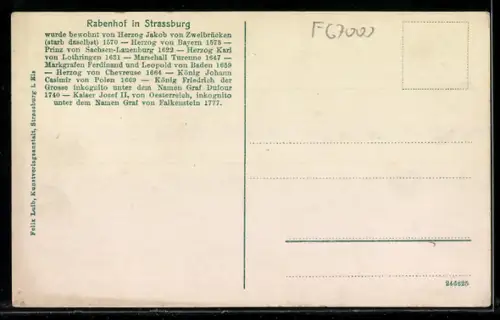 Rabenhof in Strassburg
wurde bewohnt von Herzog Jakob von Zweibrücken
(starb daselbst) 1570 — Herzog von Bayern 1578 —
Prinz von Sachsen-Lauenburg 1622 — Herzog Karl
von Lothringen 1631 — Marschall Turenne 1647 —
Markgrafen Ferdinand und Leopold von Baden 1659
— Herzog von Chevreuse 1664 — König Johann
Casimir von Polen 1669 — König Friedrich der
Grosse inkognito unter dem Namen Graf Dufour
1740 — Kaiser Josef II, von Oesterreich, inkognito
unter dem Namen Graf von Falkenstein 1777.
F67000
Felix Luib, Kunstverlagsanstalt, Strassburg i. Els
244625